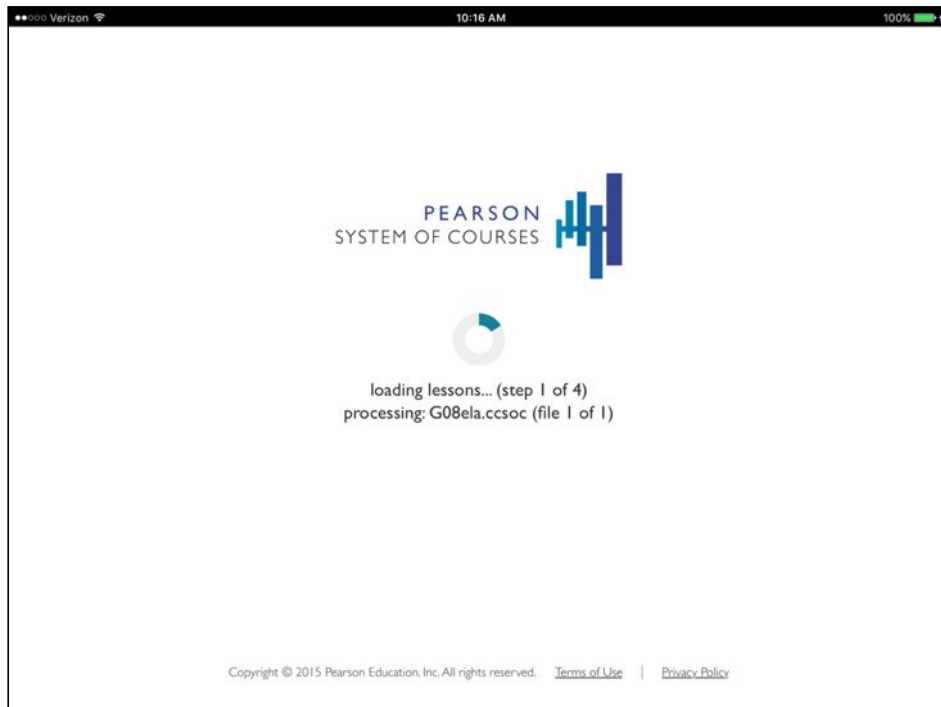 Verizon 10:16 AM 100%
PEARSON
SYSTEM OF COURSES
loading lessons... (step 1 of 4)
processing: G08ela.ccsoc (file 1 of 1)
Copyright © 2015 Pearson Education. Inc. All rights reserved. Terms of Use | Privacy Policy